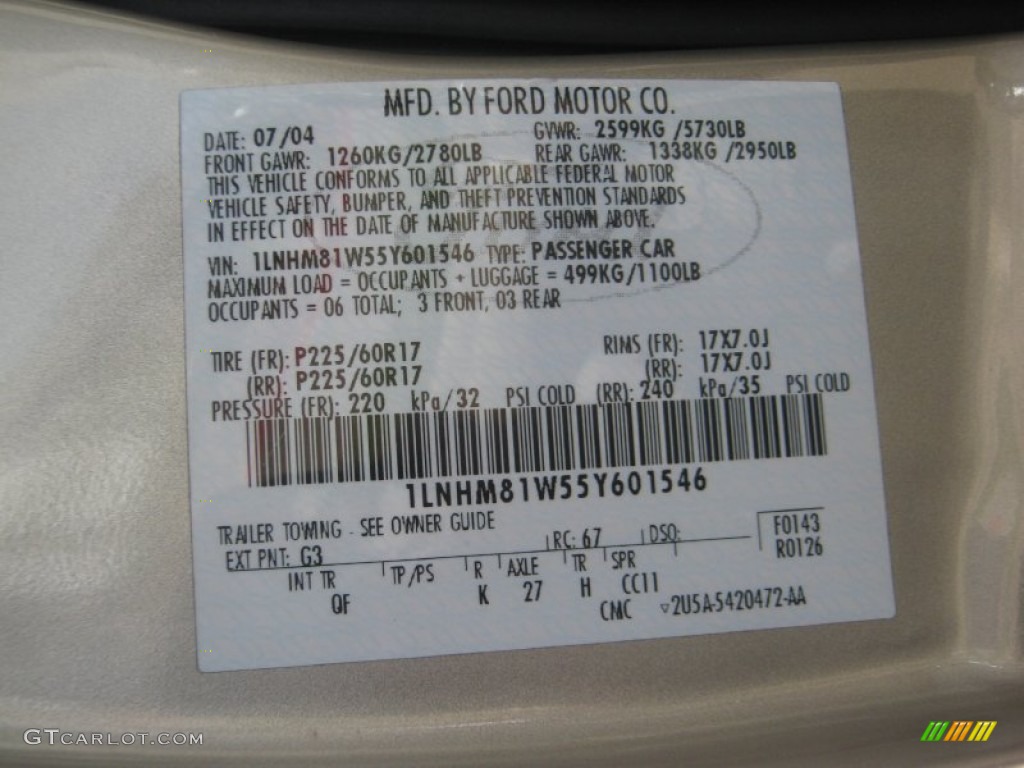 MFD. BY FORD MOTOR CO.
DATE: 07/04 GVWR: 2599KG /5730LB
FRONT GAWR: 1260KG/2780LB REAR GAWR: 1338KG /2950LB
THIS VEHICLE CONFORMS TO ALL APPLICABLE FEDERAL MOTOR
VEHICLE SAFETY, BUMPER, AND THEFT PREVENTION STANDARDS
IN EFFECT ON THE DATE OF MANUFACTURE SHOWN ABOVE.
VIN: 1LNHM81W55Y601546 TYPE: PASSENGER CAR
MAXIMUM LOAD = OCCUPANTS + LUGGAGE = 499KG/1100LB
OCCUPANTS = 06 TOTAL; 3 FRONT, 03 REAR
TIRE (FR): P225/60R17 RIMS (FR): 17X7.0J
(RR): P225/60R17 (RR): 17X7.0J
PRESSURE (FR): 220 kPa/32 PSI COLD (RR): 240 kPa/35 PSI COLD
1LNHM81W55Y601546
TRAILER TOWING - SEE OWNER GUIDE
EXT PNT: G3 RC: 67 DSO: F0143
R0126
INT TR TP/PS R AXLE TR SPR
QF K 27 H CC11
CMC ▿2U5A-5420472-AA
GTCARLOT.COM